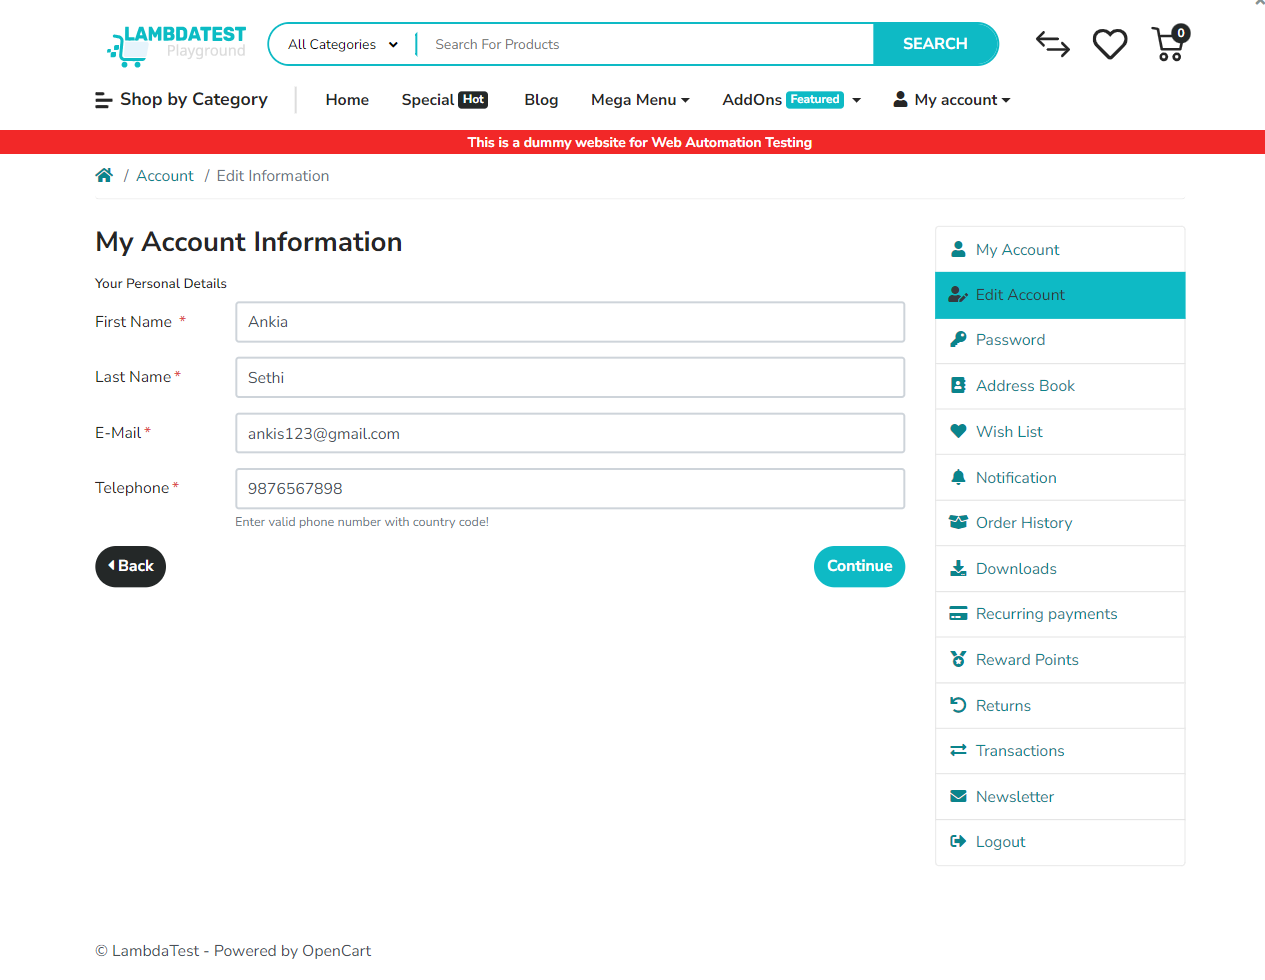 LAMBDATEST
Playground
All Categories
Search For Products
SEARCH
0
Shop by Category
Home
Special Hot
Blog
Mega Menu
AddOns Featured
My account
This is a dummy website for Web Automation Testing
/ Account / Edit Information
My Account Information
Your Personal Details
First Name *
Ankia
Last Name *
Sethi
E-Mail *
ankis123@gmail.com
Telephone *
9876567898
Enter valid phone number with country code!
Back
Continue
My Account
Edit Account
Password
Address Book
Wish List
Notification
Order History
Downloads
Recurring payments
Reward Points
Returns
Transactions
Newsletter
Logout
© LambdaTest - Powered by OpenCart